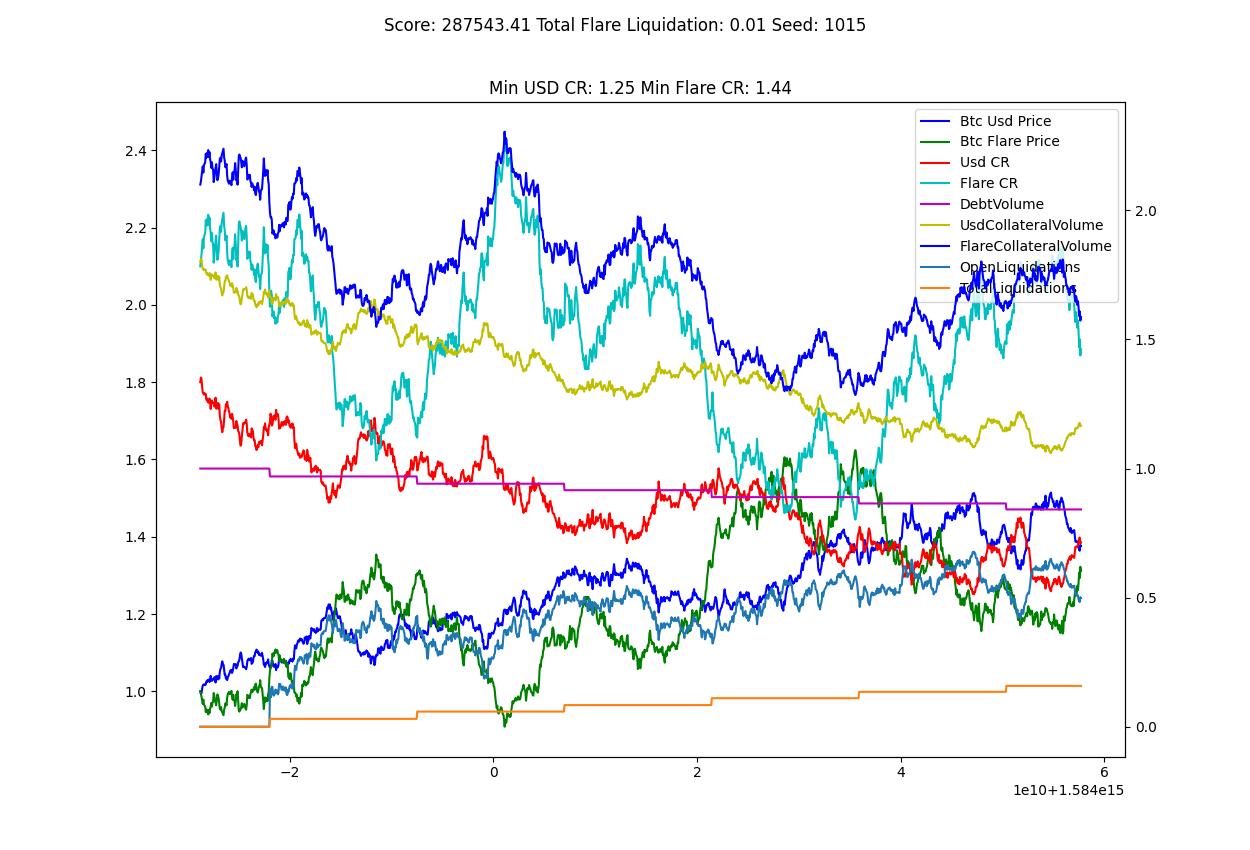 Score: 287543.41 Total Flare Liquidation: 0.01 Seed: 1015
Min USD CR: 1.25 Min Flare CR: 1.44
Btc Usd Price
Btc Flare Price
Usd CR
Flare CR
DebtVolume
UsdCollateralVolume
FlareCollateralVolume
OpenLiquidations
TotalLiquidations
2.4
2.2
2.0
1.8
1.6
1.4
1.2
1.0
2.0
1.5
1.0
0.5
0.0
−2
0
2
4
6
1e10+1.584e15